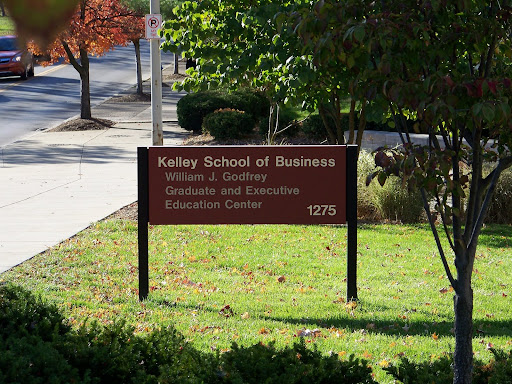 Kelley School of Business
William J. Godfrey
Graduate and Executive
Education Center
1275